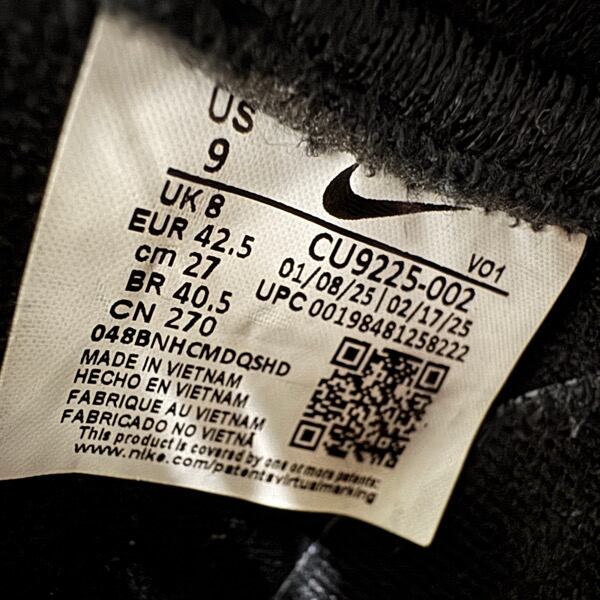 US
9
UK 8
EUR 42.5
cm 27
BR 40.5
CN 270
048BNHCMDQSHD
MADE IN VIETNAM
HECHO EN VIETNAM
FABRIQUE AU VIETNAM
FABRICADO NO VIETNÃ
This product is covered by one or more patents:
www.nike.com/patentsvirtualmarking
V01
CU9225-002
01/08/25 | 02/17/25
UPC 00198481258222